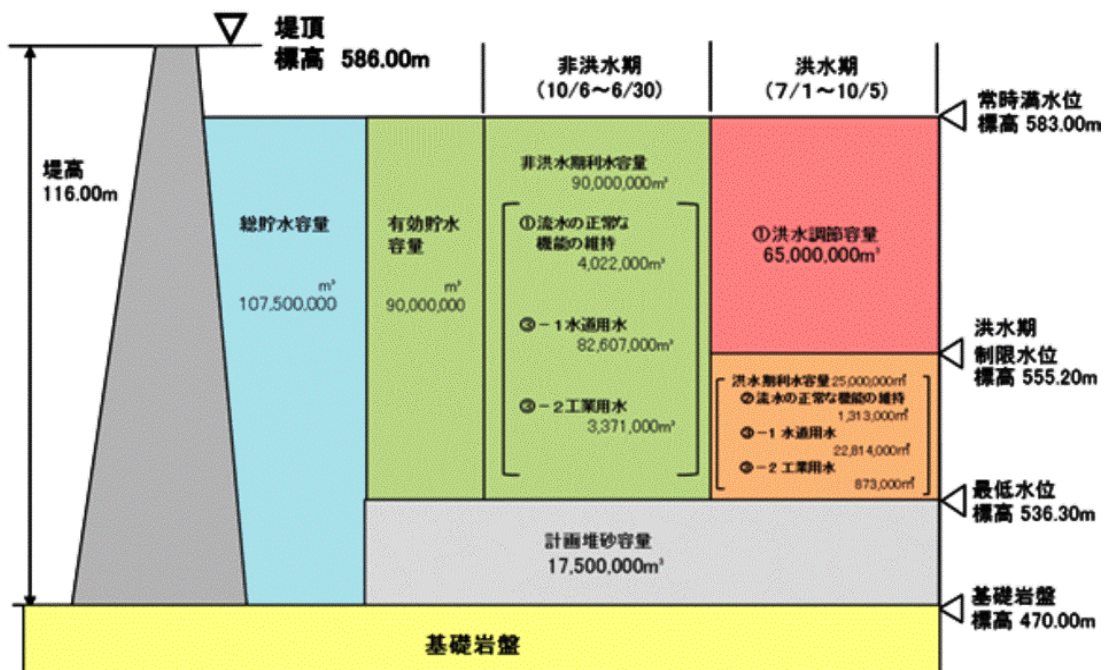 堤頂
標高 586.00m
非洪水期
(10/6～6/30)
洪水期
(7/1～10/5)
常時満水位
標高 583.00m
堤高
116.00m
総貯水容量
m³
107,500,000
有効貯水
容量
m³
90,000,000
非洪水期利水容量
90,000,000m³
①流水の正常な
機能の維持
4,022,000m³
③－1水道用水
82,607,000m³
③－2工業用水
3,371,000m³
①洪水調節容量
65,000,000m³
洪水期
制限水位
標高 555.20m
洪水期利水容量25,000,000㎥
②流水の正常な機能の維持
1,313,000㎥
③－1 水道用水
22,814,000㎥
③－2 工業用水
873,000㎥
最低水位
標高 536.30m
計画堆砂容量
17,500,000m³
基礎岩盤
標高 470.00m
基礎岩盤